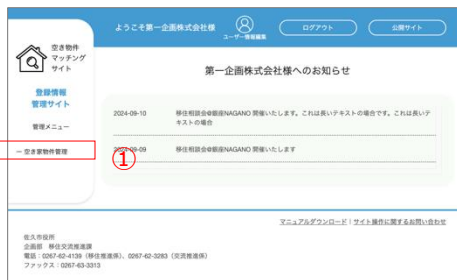 空き物件
マッチング
サイト
登録情報
管理サイト
管理メニュー
ー 空き家物件管理
ようこそ第一企画株式会社様
ユーザー情報編集
ログアウト
公開サイト
第一企画株式会社様へのお知らせ
2024-09-10 移住相談会@銀座NAGANO 開催いたします。これは長いテキストの場合です。これは長いテ
キストの場合
2024-09-09 移住相談会@銀座NAGANO 開催いたします
①
マニュアルダウンロード | サイト操作に関するお問い合わせ
佐久市役所
企画部 移住交流推進課
電話:0267-62-4139(移住推進係)、0267-62-3283(交流推進係)
ファックス:0267-63-3313